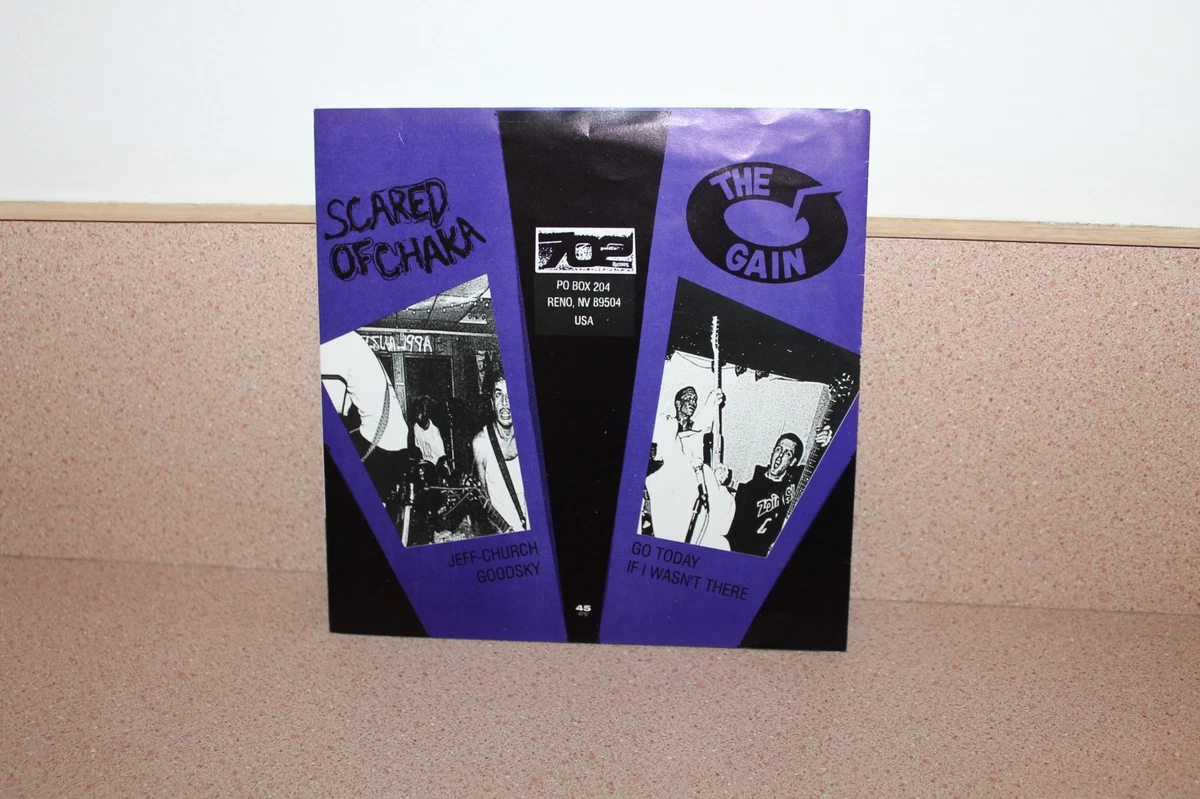 SCARED
OF CHAKA
702
PO BOX 204
RENO, NV 89504
USA
THE
GAIN
JEFF-CHURCH
GOODSKY
GO TODAY
IF I WASN'T THERE
45